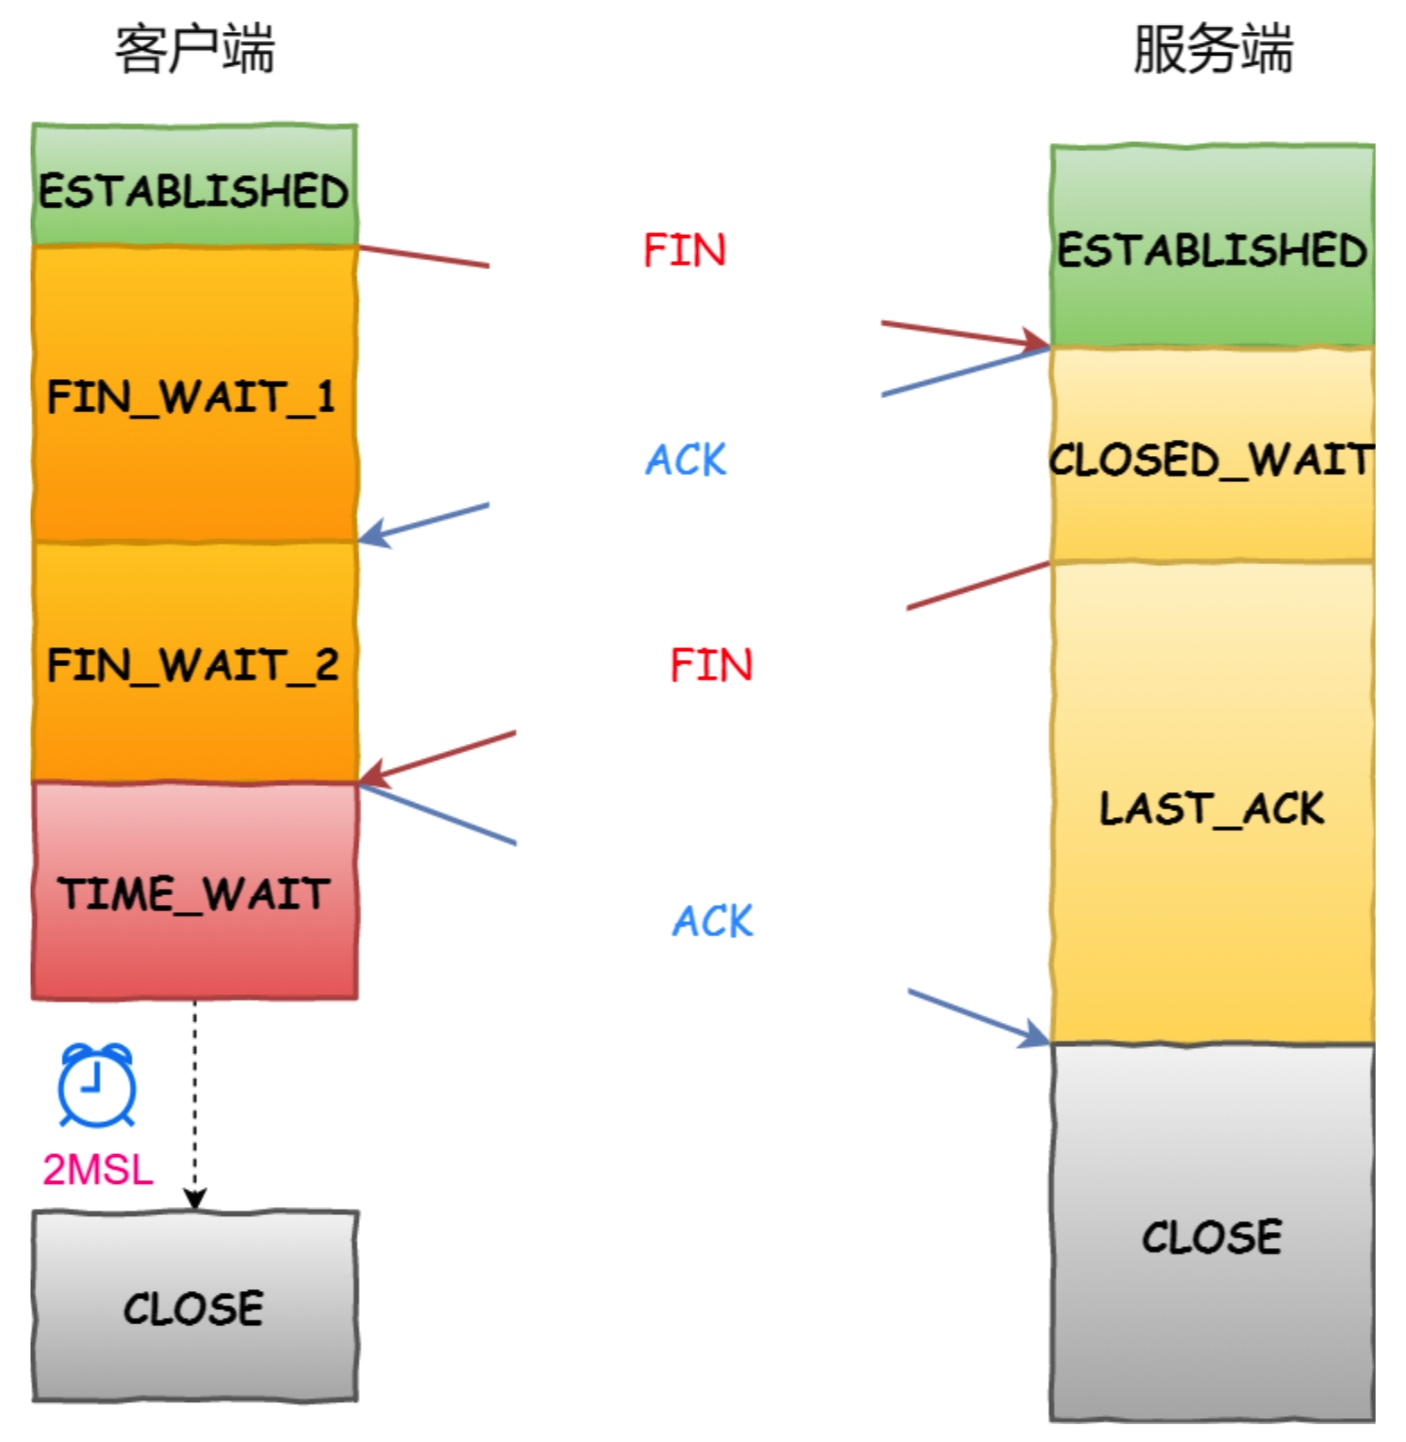 客户端
服务端
ESTABLISHED
FIN
ESTABLISHED
FIN_WAIT_1
ACK
CLOSED_WAIT
FIN_WAIT_2
FIN
LAST_ACK
TIME_WAIT
ACK
2MSL
CLOSE
CLOSE